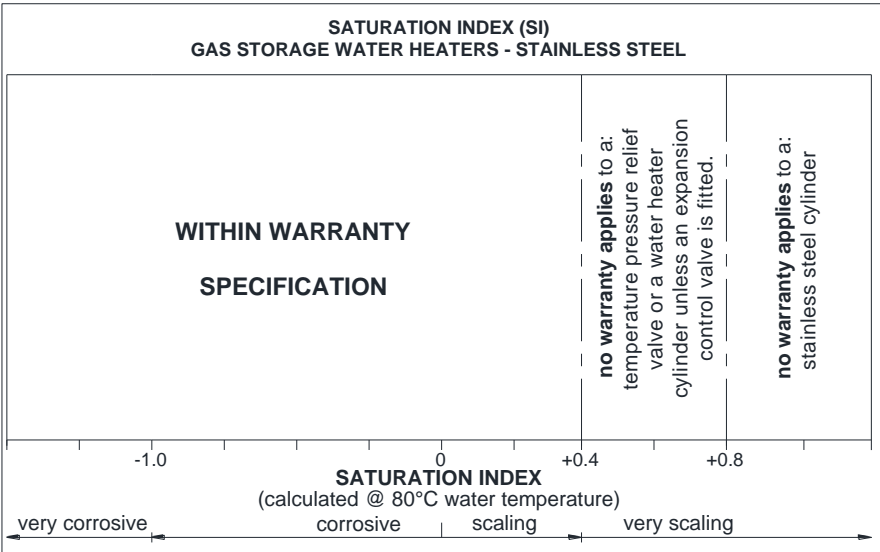 SATURATION INDEX (SI)
GAS STORAGE WATER HEATERS - STAINLESS STEEL
WITHIN WARRANTY
SPECIFICATION
no warranty applies to a:
temperature pressure relief
valve or a water heater
cylinder unless an expansion
control valve is fitted.
no warranty applies to a:
stainless steel cylinder
-1.0
0
+0.4
+0.8
SATURATION INDEX
(calculated @ 80°C water temperature)
very corrosive
corrosive
scaling
very scaling